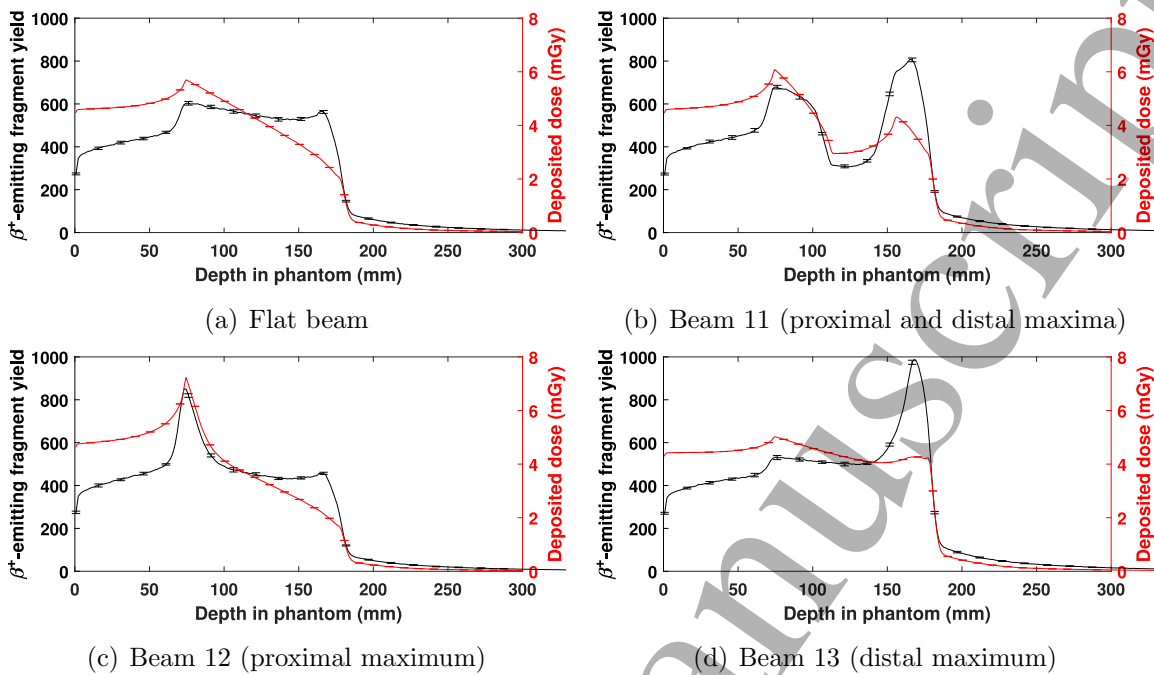 1000
800
600
400
200
0
β⁺-emitting fragment yield
8
6
4
2
0
Deposited dose (mGy)
0 50 100 150 200 250 300
Depth in phantom (mm)
(a) Flat beam
1000
800
600
400
200
0
β⁺-emitting fragment yield
8
6
4
2
0
Deposited dose (mGy)
0 50 100 150 200 250 300
Depth in phantom (mm)
(b) Beam 11 (proximal and distal maxima)
1000
800
600
400
200
0
β⁺-emitting fragment yield
8
6
4
2
0
Deposited dose (mGy)
0 50 100 150 200 250 300
Depth in phantom (mm)
(c) Beam 12 (proximal maximum)
1000
800
600
400
200
0
β⁺-emitting fragment yield
8
6
4
2
0
Deposited dose (mGy)
0 50 100 150 200 250 300
Depth in phantom (mm)
(d) Beam 13 (distal maximum)
anuscrip